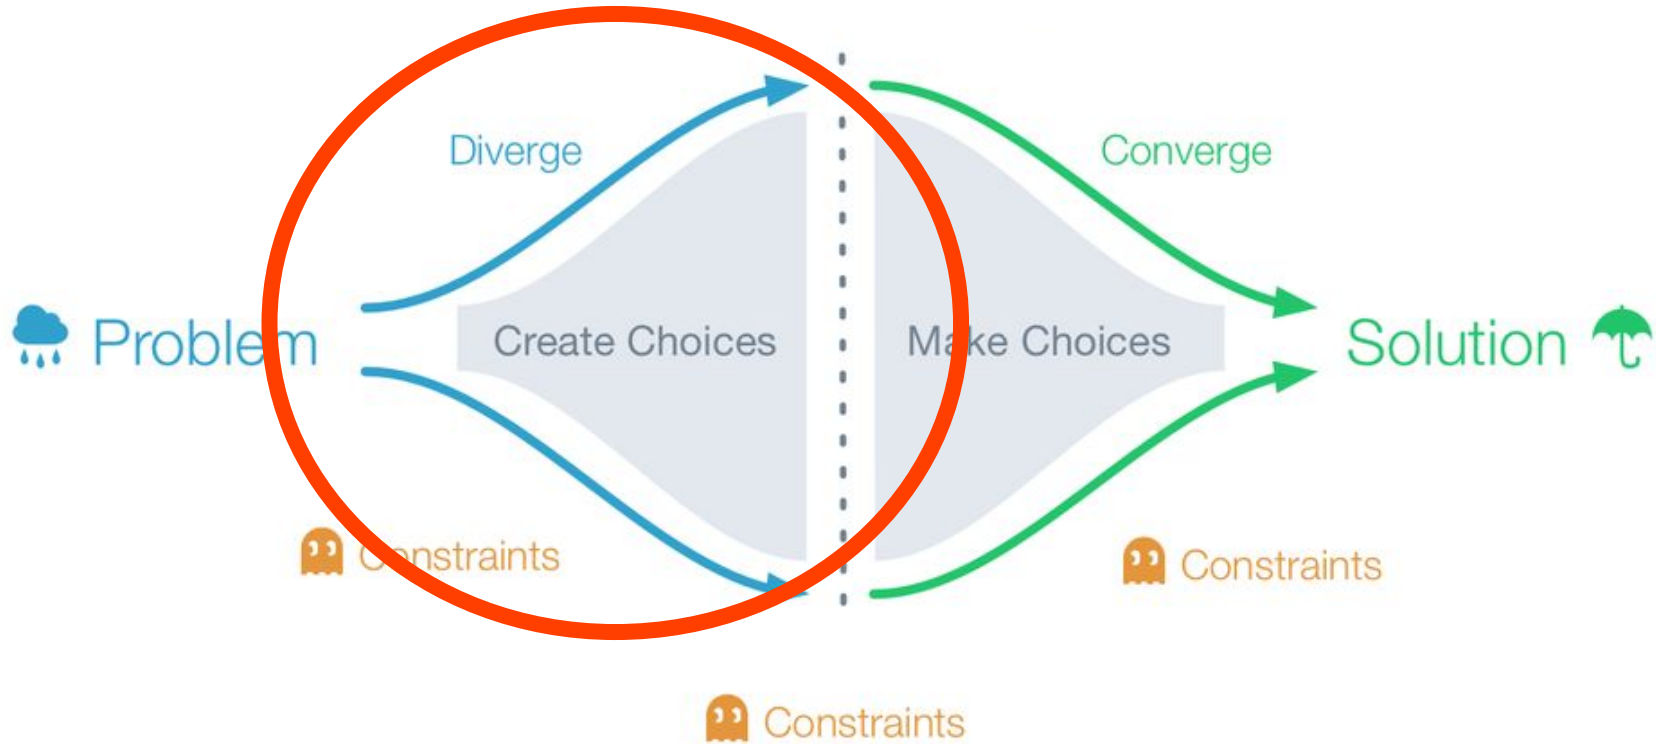 Diverge
Converge
Problem
Create Choices
Make Choices
Solution
Constraints
Constraints
Constraints